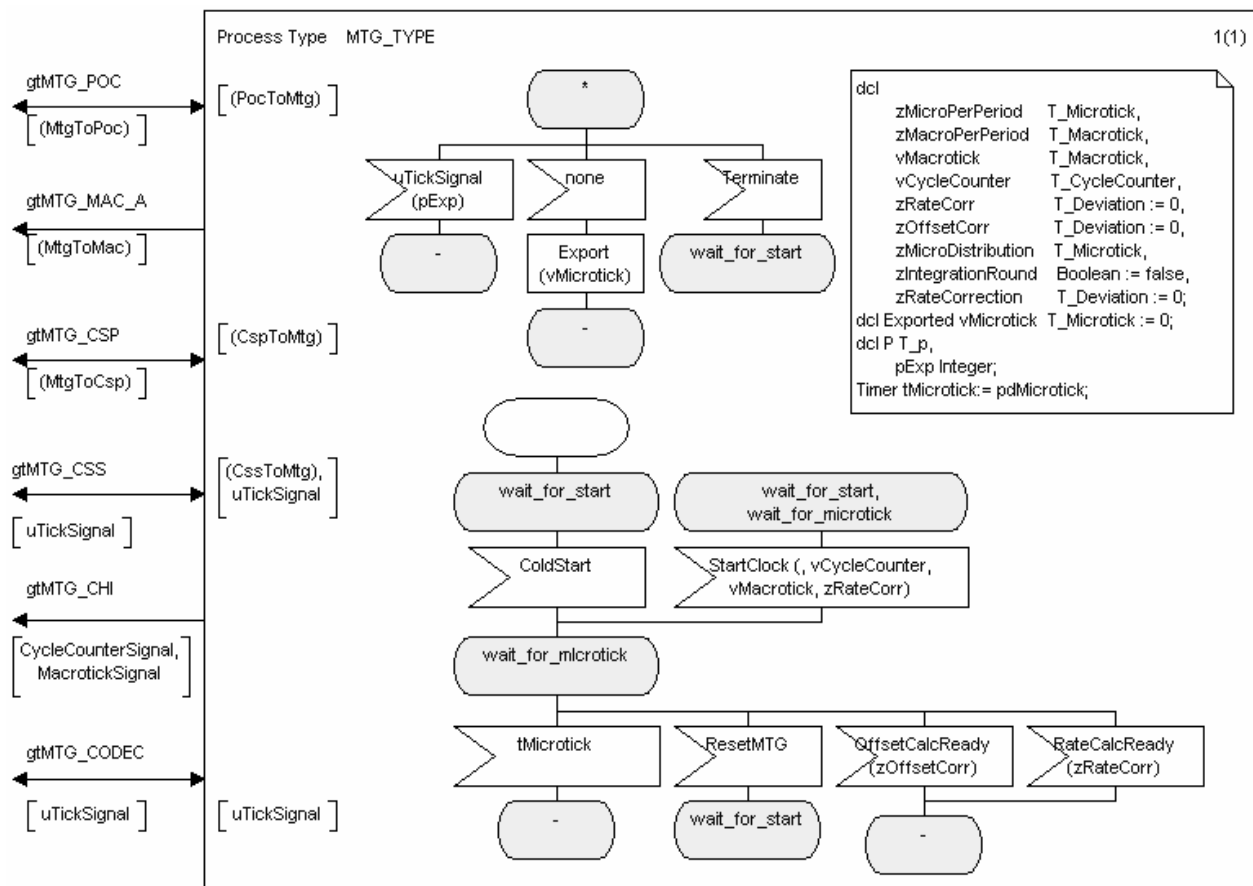 Process Type MTG_TYPE
1(1)
gtMTG_POC
[(PocToMtg)]
[(MtgToPoc)]
gtMTG_MAC_A
[(MtgToMac)]
gtMTG_CSP
[(CspToMtg)]
[(MtgToCsp)]
gtMTG_CSS
[(CssToMtg),
uTickSignal]
[uTickSignal]
gtMTG_CHI
[CycleCounterSignal,
MacrotickSignal]
gtMTG_CODEC
[uTickSignal]
[uTickSignal]
*
uTickSignal
(pExp)
none
Terminate
-
Export
(vMicrotick)
wait_for_start
-
dcl
zMicroPerPeriod T_Microtick,
zMacroPerPeriod T_Macrotick,
vMacrotick T_Macrotick,
vCycleCounter T_CycleCounter,
zRateCorr T_Deviation := 0,
zOffsetCorr T_Deviation := 0,
zMicroDistribution T_Microtick,
zIntegrationRound Boolean := false,
zRateCorrection T_Deviation := 0;
dcl Exported vMicrotick T_Microtick := 0;
dcl P T_p,
pExp Integer;
Timer tMicrotick:= pdMicrotick;
wait_for_start
wait_for_start,
wait_for_microtick
ColdStart
StartClock (, vCycleCounter,
vMacrotick, zRateCorr)
wait_for_mIcrotick
tMicrotick
ResetMTG
OffsetCalcReady
(zOffsetCorr)
RateCalcReady
(zRateCorr)
-
wait_for_start
-